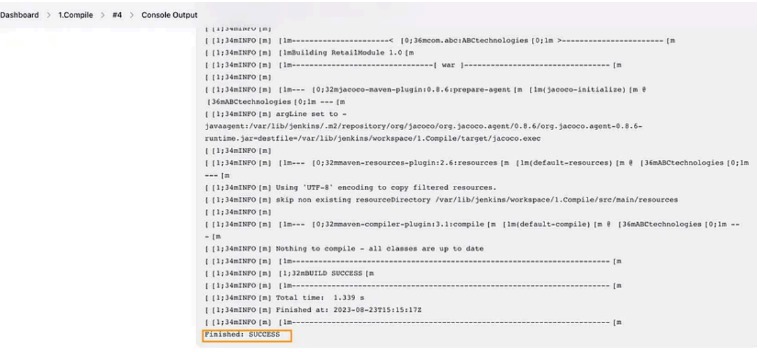 Dashboard > 1.Compile > #4 > Console Output
[ [1;34mINFO [m]
[ [1;34mINFO [m] [1m----------------------< [0;36mcom.abc:ABCtechnologies [0;1m >----------------------- [m
[ [1;34mINFO [m] [1mBuilding RetailModule 1.0 [m
[ [1;34mINFO [m] [1m--------------------------------[ war ]--------------------------------- [m
[ [1;34mINFO [m]
[ [1;34mINFO [m] [1m--- [0;32mjacoco-maven-plugin:0.8.6:prepare-agent [m [1m(jacoco-initialize) [m @
[36mABCtechnologies [0;1m --- [m
[ [1;34mINFO [m] argLine set to -
javaagent:/var/lib/jenkins/.m2/repository/org/jacoco/org.jacoco.agent/0.8.6/org.jacoco.agent-0.8.6-
runtime.jar=destfile=/var/lib/jenkins/workspace/1.Compile/target/jacoco.exec
[ [1;34mINFO [m]
[ [1;34mINFO [m] [1m--- [0;32mmaven-resources-plugin:2.6:resources [m [1m(default-resources) [m @ [36mABCtechnologies [0;1m
--- [m
[ [1;34mINFO [m] Using 'UTF-8' encoding to copy filtered resources.
[ [1;34mINFO [m] skip non existing resourceDirectory /var/lib/jenkins/workspace/1.Compile/src/main/resources
[ [1;34mINFO [m]
[ [1;34mINFO [m] [1m--- [0;32mmaven-compiler-plugin:3.1:compile [m [1m(default-compile) [m @ [36mABCtechnologies [0;1m --
- [m
[ [1;34mINFO [m] Nothing to compile - all classes are up to date
[ [1;34mINFO [m] [1m------------------------------------------------------------------------ [m
[ [1;34mINFO [m] [1;32mBUILD SUCCESS [m
[ [1;34mINFO [m] [1m------------------------------------------------------------------------ [m
[ [1;34mINFO [m] Total time: 1.339 s
[ [1;34mINFO [m] Finished at: 2023-08-23T15:15:17Z
[ [1;34mINFO [m] [1m------------------------------------------------------------------------ [m
Finished: SUCCESS